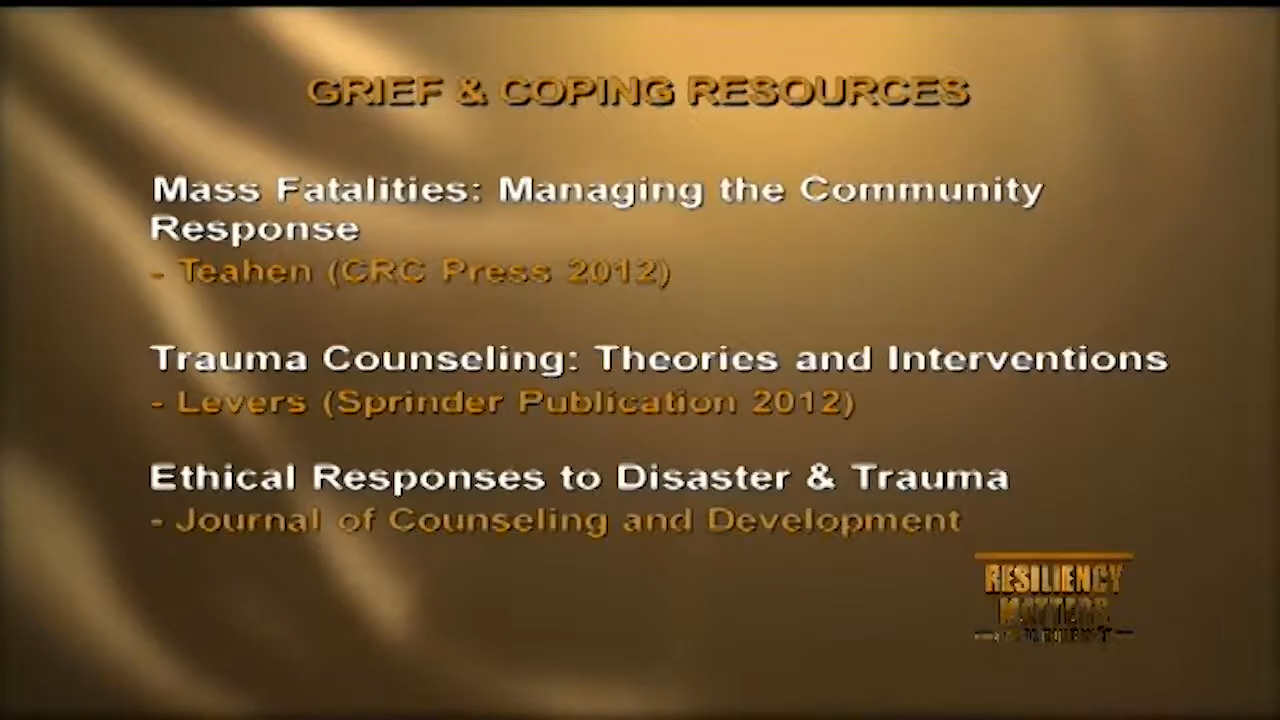 GRIEF & COPING RESOURCES
Mass Fatalities: Managing the Community
Response
- Teahen (CRC Press 2012)
Trauma Counseling: Theories and Interventions
- Levers (Sprinder Publication 2012)
Ethical Responses to Disaster & Trauma
- Journal of Counseling and Development
RESILIENCY
MATTERS